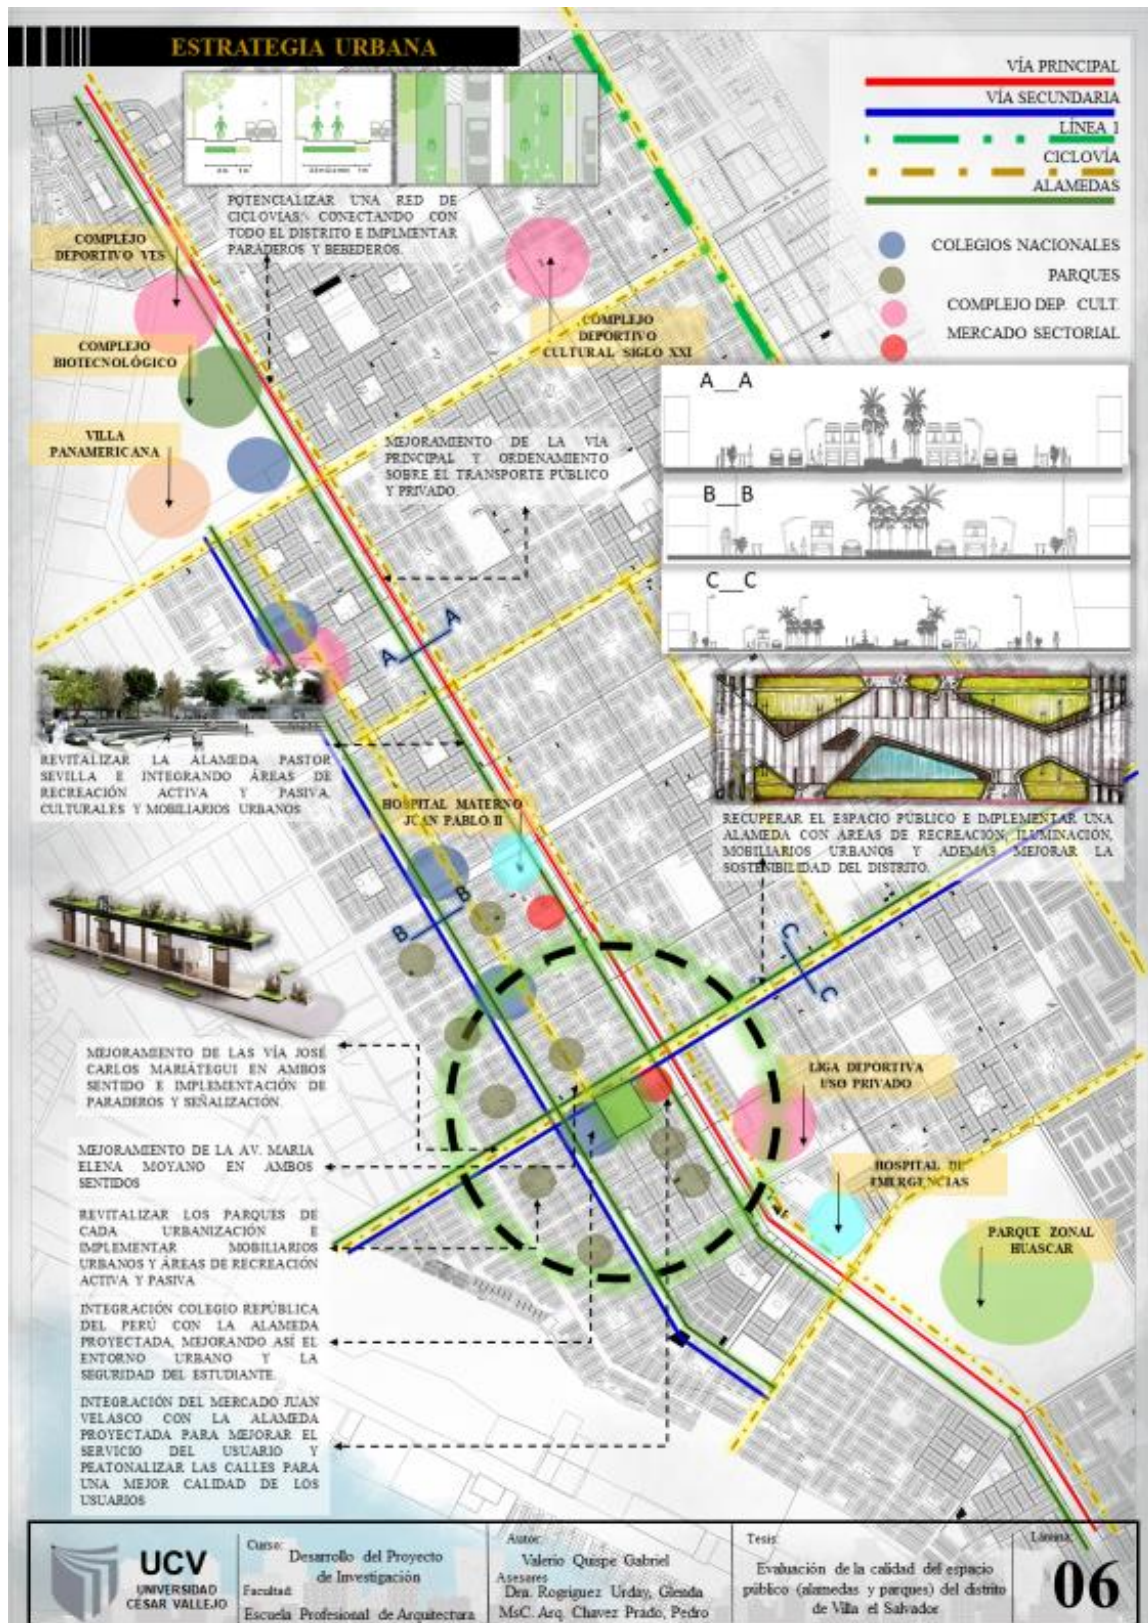 ESTRATEGIA URBANA
VÍA PRINCIPAL
VÍA SECUNDARIA
LÍNEA 1
CICLOVÍA
ALAMEDAS
COLEGIOS NACIONALES
PARQUES
COMPLEJO DEP. CULT.
MERCADO SECTORIAL
POTENCIALIZAR UNA RED DE
CICLOVIAS, CONECTANDO CON
TODO EL DISTRITO E IMPLMENTAR
PARADEROS Y BEBEDEROS.
COMPLEJO
DEPORTIVO VES
COMPLEJO
BIOTECNOLÓGICO
COMPLEJO
DEPORTIVO
CULTURAL SIGLO XXI
VILLA
PANAMERICANA
MEJORAMIENTO DE LA VÍA
PRINCIPAL Y ORDENAMIENTO
SOBRE EL TRANSPORTE PÚBLICO
Y PRIVADO.
A__A
B__B
C__C
A
A
REVITALIZAR LA ALAMEDA PASTOR
SEVILLA E INTEGRANDO ÁREAS DE
RECREACIÓN ACTIVA Y PASIVA,
CULTURALES Y MOBILIARIOS URBANOS
HOSPITAL MATERNO
JUAN PABLO II
RECUPERAR EL ESPACIO PÚBLICO E IMPLEMENTAR UNA
ALAMEDA CON ÁREAS DE RECREACIÓN, ILUMINACIÓN,
MOBILIARIOS URBANOS Y ADEMAS MEJORAR LA
SOSTENIBILIDAD DEL DISTRITO.
B
B
C
C
MEJORAMIENTO DE LAS VÍA JOSÉ
CARLOS MARIÁTEGUI EN AMBOS
SENTIDO E IMPLEMENTACIÓN DE
PARADEROS Y SEÑALIZACIÓN.
LIGA DEPORTIVA
USO PRIVADO
MEJORAMIENTO DE LA AV. MARIA
ELENA MOYANO EN AMBOS
SENTIDOS
HOSPITAL DE
EMERGENCIAS
REVITALIZAR LOS PARQUES DE
CADA URBANIZACIÓN E
IMPLEMENTAR MOBILIARIOS
URBANOS Y ÁREAS DE RECREACIÓN
ACTIVA Y PASIVA
PARQUE ZONAL
HUASCAR
INTEGRACIÓN COLEGIO REPÚBLICA
DEL PERÚ CON LA ALAMEDA
PROYECTADA, MEJORANDO ASÍ EL
ENTORNO URBANO Y LA
SEGURIDAD DEL ESTUDIANTE.
INTEGRACIÓN DEL MERCADO JUAN
VELASCO CON LA ALAMEDA
PROYECTADA PARA MEJORAR EL
SERVICIO DEL USUARIO Y
PEATONALIZAR LAS CALLES PARA
UNA MEJOR CALIDAD DE LOS
USUARIOS
UCV
UNIVERSIDAD
CESAR VALLEJO
Curso:
Desarrollo del Proyecto
de Investigación
Facultad:
Escuela Profesional de Arquitectura
Autor:
Valerio Quispe Gabriel
Asesores
Dra. Rogriguez Urday, Glenda
MsC. Arq. Chavez Prado, Pedro
Tesis:
Evaluación de la calidad del espacio
público (alamedas y parques) del distrito
de Villa el Salvador
Lámina:
06